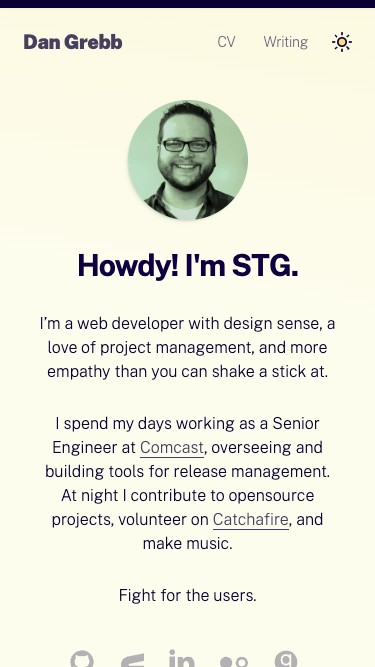 Dan Grebb
CV
Writing
Howdy! I'm STG.
I’m a web developer with design sense, a
love of project management, and more
empathy than you can shake a stick at.
I spend my days working as a Senior
Engineer at Comcast, overseeing and
building tools for release management.
At night I contribute to opensource
projects, volunteer on Catchafire, and
make music.
Fight for the users.